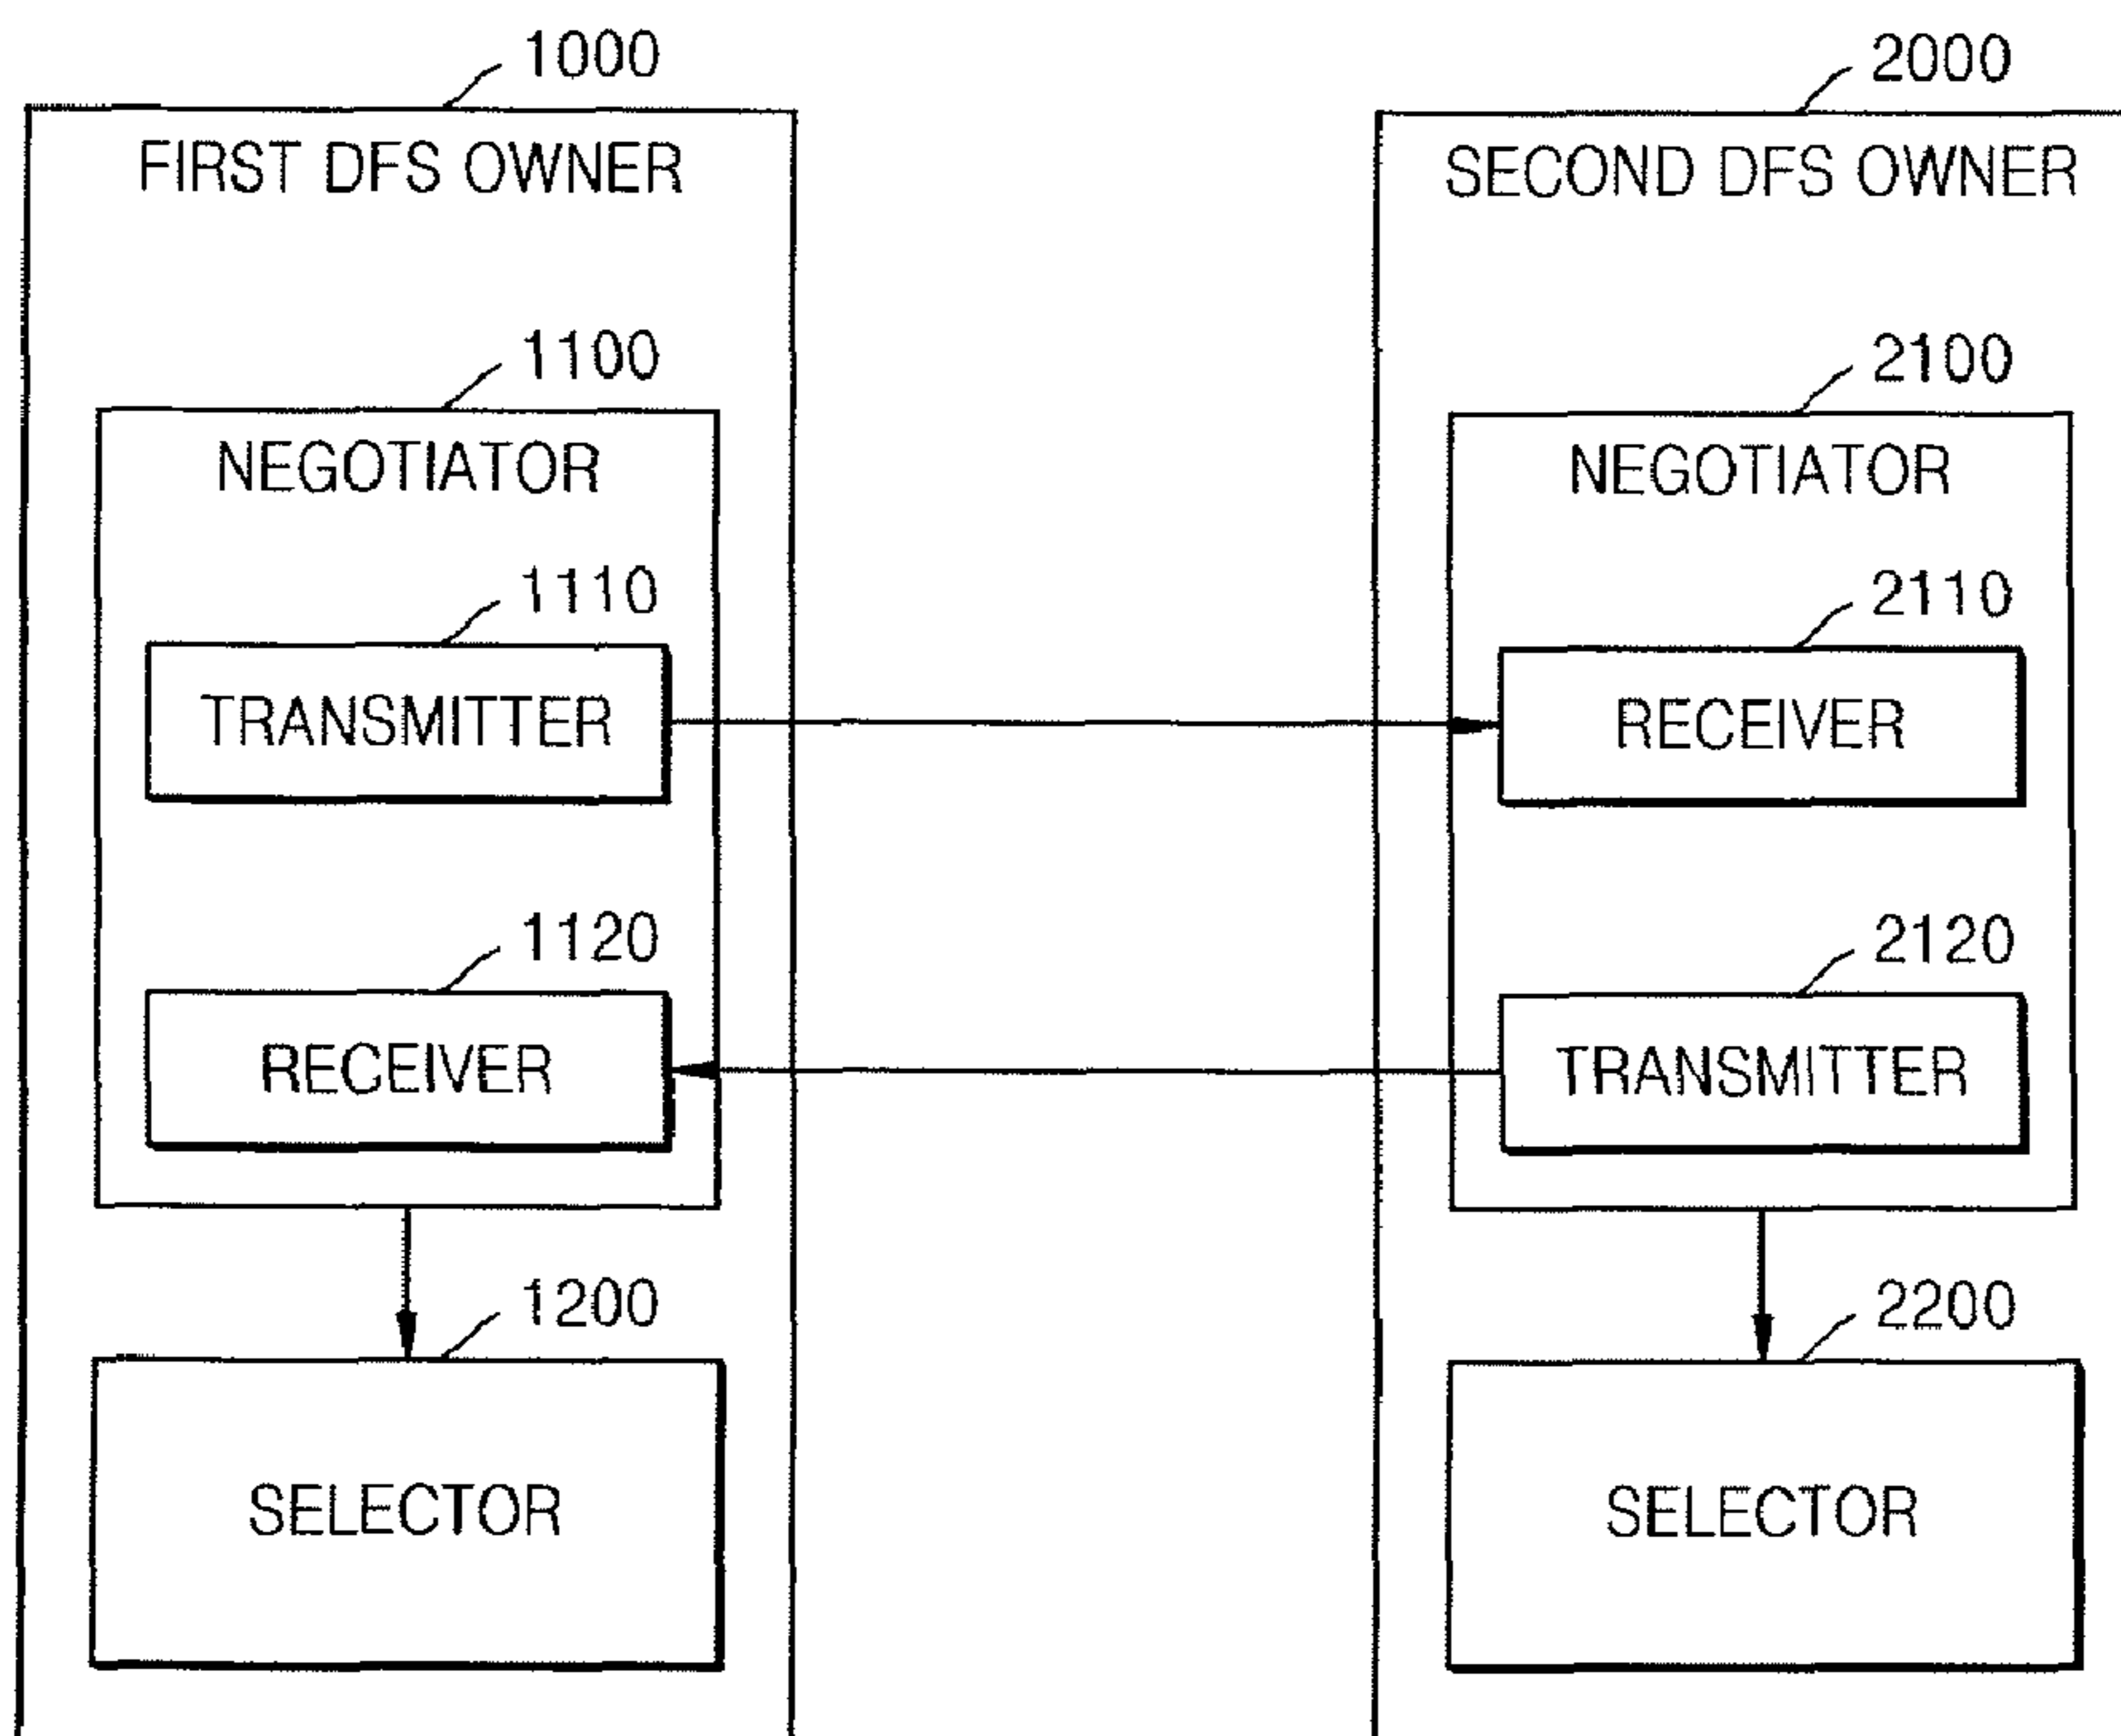 1000
FIRST DFS OWNER
1100
NEGOTIATOR
1110
TRANSMITTER
1120
RECEIVER
1200
SELECTOR
2000
SECOND DFS OWNER
2100
NEGOTIATOR
2110
RECEIVER
2120
TRANSMITTER
2200
SELECTOR